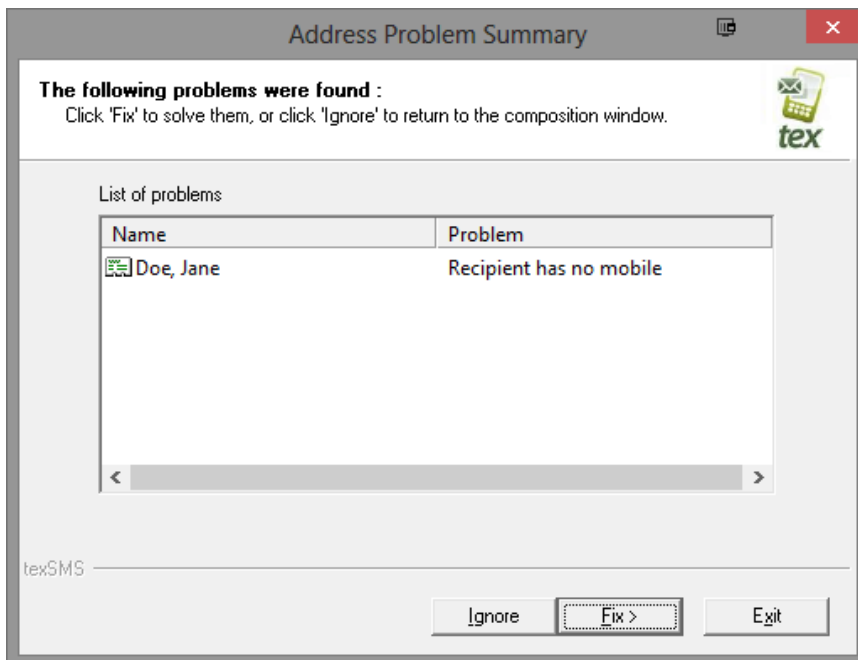 Address Problem Summary
The following problems were found :
Click 'Fix' to solve them, or click 'Ignore' to return to the composition window.
tex
List of problems
Name Problem
Doe, Jane Recipient has no mobile
texSMS
Ignore Fix > Exit